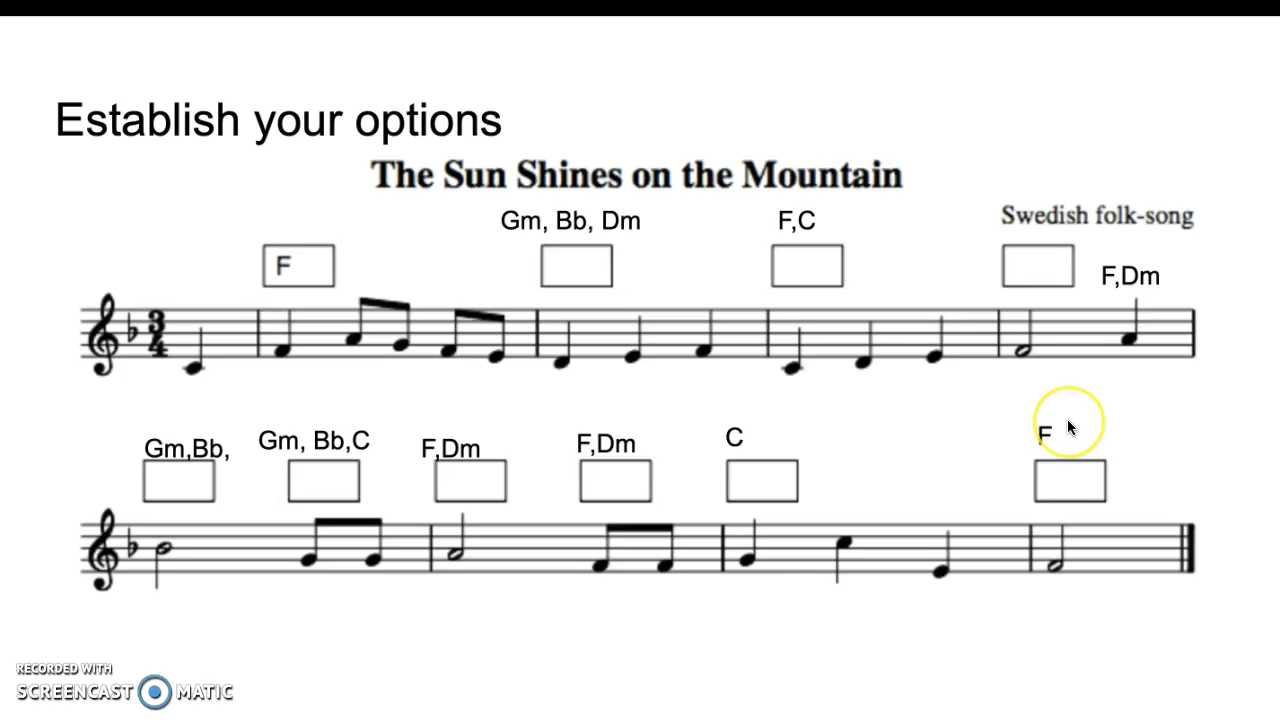 Establish your options
The Sun Shines on the Mountain
Swedish folk-song
Gm, Bb, Dm
F,C
F
F,Dm
3
4
Gm,Bb,
Gm, Bb,C
F,Dm
F,Dm
C
F
RECORDED WITH
SCREENCAST MATIC